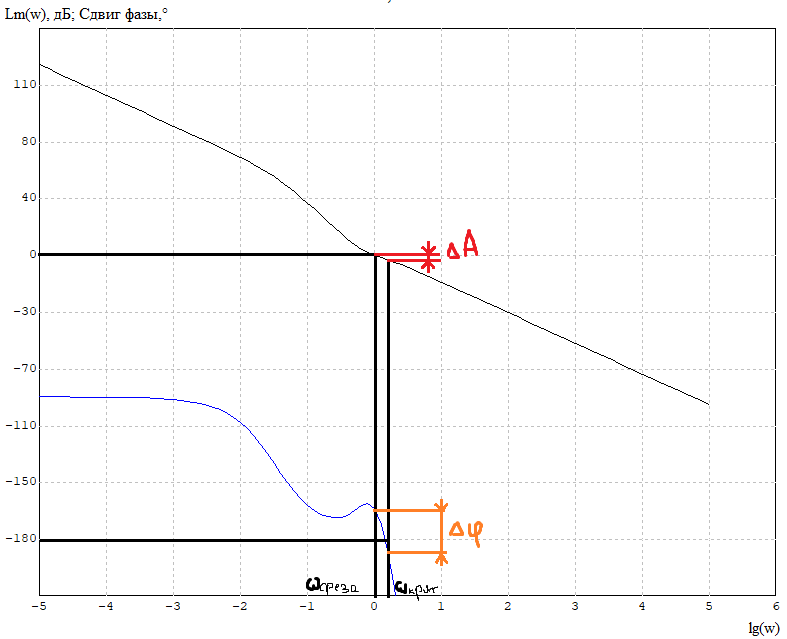 Lm(w), дБ; Сдвиг фазы,°
110
80
40
0
-30
-70
-110
-150
-180
ΔA
Δφ
ωсреза
ωкрит
-5 -4 -3 -2 -1 0 1 2 3 4 5 6
lg(w)